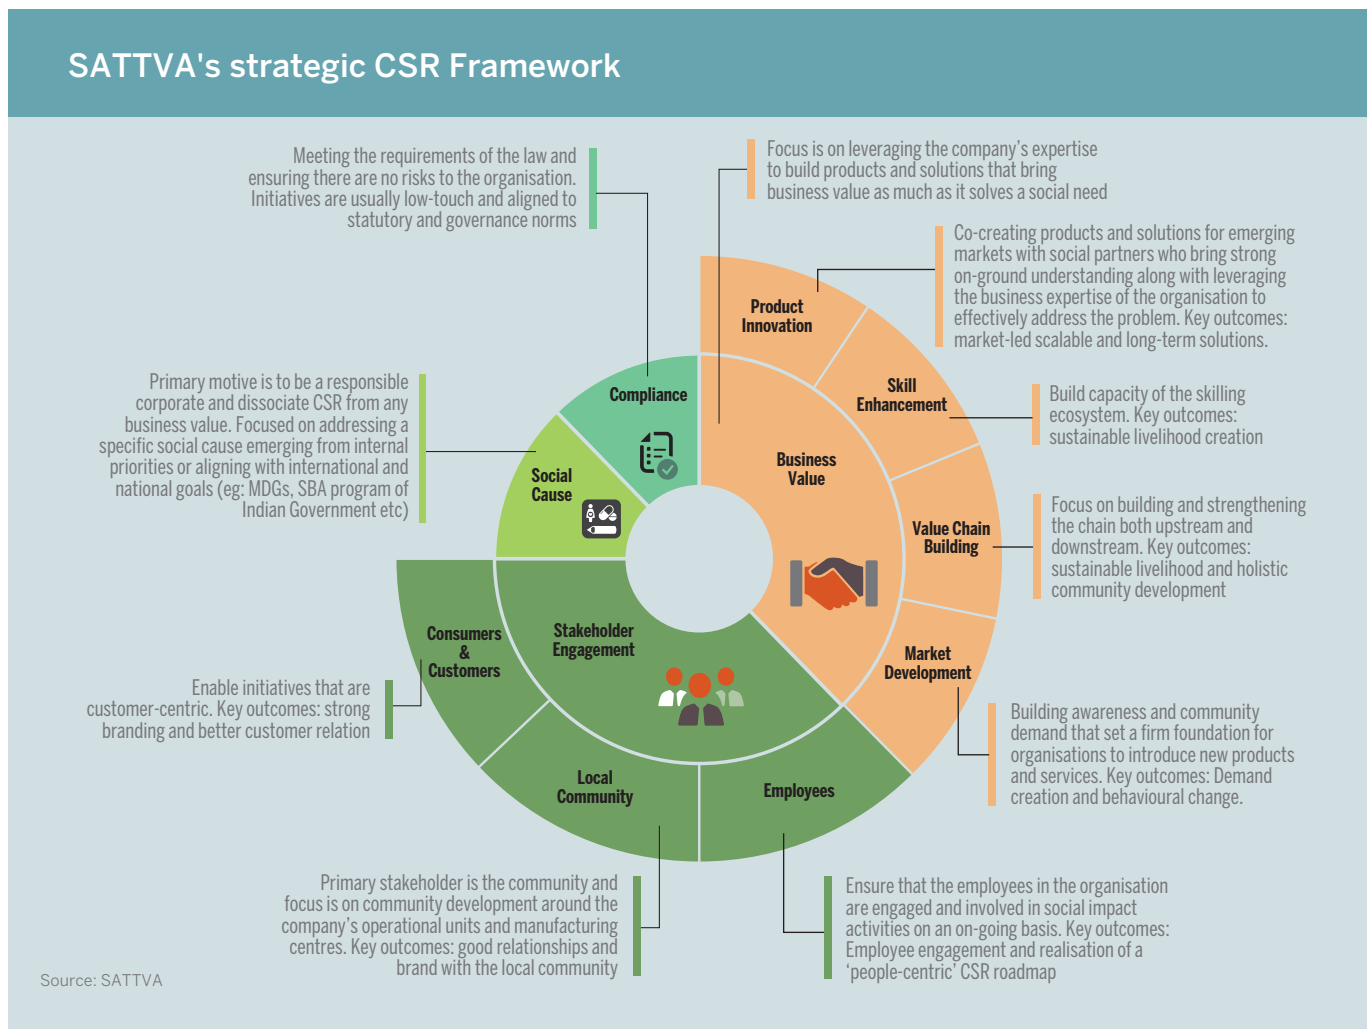 SATTVA's strategic CSR Framework
Meeting the requirements of the law and
ensuring there are no risks to the organisation.
Initiatives are usually low-touch and aligned to
statutory and governance norms
Focus is on leveraging the company's expertise
to build products and solutions that bring
business value as much as it solves a social need
Co-creating products and solutions for emerging
markets with social partners who bring strong
on-ground understanding along with leveraging
the business expertise of the organisation to
effectively address the problem. Key outcomes:
market-led scalable and long-term solutions.
Product
Innovation
Skill
Enhancement
Build capacity of the skilling
ecosystem. Key outcomes:
sustainable livelihood creation
Compliance
Primary motive is to be a responsible
corporate and dissociate CSR from any
business value. Focused on addressing a
specific social cause emerging from internal
priorities or aligning with international and
national goals (eg: MDGs, SBA program of
Indian Government etc)
Social
Cause
Business
Value
Value Chain
Building
Focus on building and strengthening
the chain both upstream and
downstream. Key outcomes:
sustainable livelihood and holistic
community development
Consumers
&
Customers
Stakeholder
Engagement
Market
Development
Enable initiatives that are
customer-centric. Key outcomes: strong
branding and better customer relation
Building awareness and community
demand that set a firm foundation for
organisations to introduce new products
and services. Key outcomes: Demand
creation and behavioural change.
Local
Community
Employees
Primary stakeholder is the community and
focus is on community development around the
company's operational units and manufacturing
centres. Key outcomes: good relationships and
brand with the local community
Ensure that the employees in the organisation
are engaged and involved in social impact
activities on an on-going basis. Key outcomes:
Employee engagement and realisation of a
‘people-centric’ CSR roadmap
Source: SATTVA